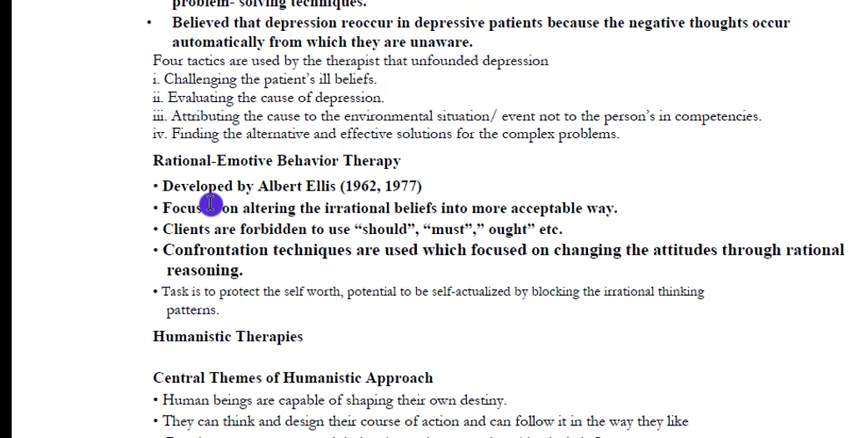 problem- solving techniques.
• Believed that depression reoccur in depressive patients because the negative thoughts occur
automatically from which they are unaware.
Four tactics are used by the therapist that unfounded depression
i. Challenging the patient's ill beliefs.
ii. Evaluating the cause of depression.
iii. Attributing the cause to the environmental situation/ event not to the person's in competencies.
iv. Finding the alternative and effective solutions for the complex problems.
Rational-Emotive Behavior Therapy
• Developed by Albert Ellis (1962, 1977)
• on altering the irrational beliefs into more acceptable way.
• Clients are forbidden to use “should”, “must”,” ought” etc.
• Confrontation techniques are used which focused on changing the attitudes through rational
reasoning.
• Task is to protect the self worth, potential to be self-actualized by blocking the irrational thinking
patterns.
Humanistic Therapies
Central Themes of Humanistic Approach
• Human beings are capable of shaping their own destiny.
• They can think and design their course of action and can follow it in the way they like